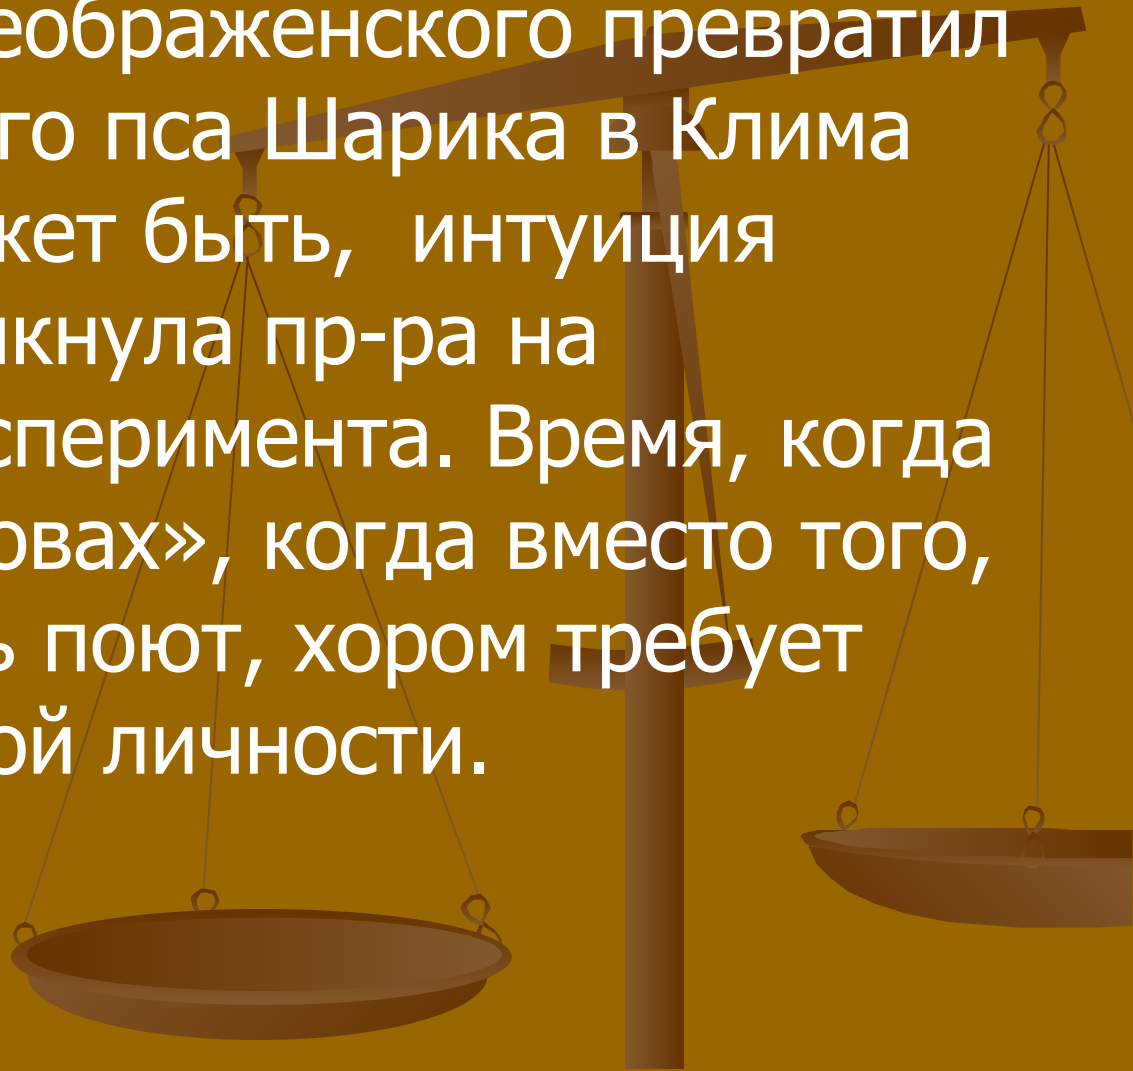 еображенского превратил
го пса Шарика в Клима
жет быть, интуиция
кнула пр-ра на
сперимента. Время, когда
овах», когда вместо того,
ь поют, хором требует
ой личности.